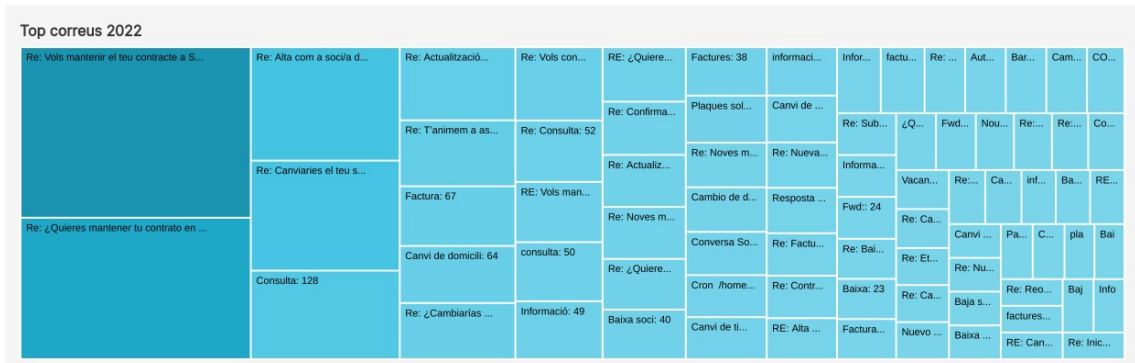 Top correus 2022
Re: Vols mantenir el teu contracte a S...
Re: ¿Quieres mantener tu contrato en ...
Re: Alta com a soci/a d...
Re: Canviaries el teu s...
Consulta: 128
Re: Actualització...
Re: T'animem a as...
Factura: 67
Canvi de domicili: 64
Re: ¿Cambiarías ...
Re: Vols con...
Re: Consulta: 52
RE: Vols man...
consulta: 50
Informació: 49
RE: ¿Quiere...
Re: Confirma...
Re: Actualiz...
Re: Noves m...
Re: ¿Quiere...
Baixa soci: 40
Factures: 38
Plaques sol...
Re: Noves m...
Cambio de d...
Conversa So...
Cron /home...
Canvi de ti...
informaci...
Canvi de ...
Re: Nueva...
Resposta ...
Re: Factu...
Re: Contr...
RE: Alta ...
Infor...
factu...
Re: ...
Aut...
Bar...
Cam...
CO...
Re: Sub...
Informa...
Fwd:: 24
Re: Bai...
Baixa: 23
Factura...
¿Q...
Fwd...
Nou...
Re:...
Re:...
Co...
Vacan...
Re: Ca...
Re: Et...
Re: Ca...
Nuevo ...
Re:...
Ca...
inf...
Ba...
RE...
Canvi ...
Re: Nu...
Baja s...
Baixa ...
Pa...
C...
pla
Bai
Re: Reo...
factures...
Baj
Info
RE: Can...
Re: Inic...